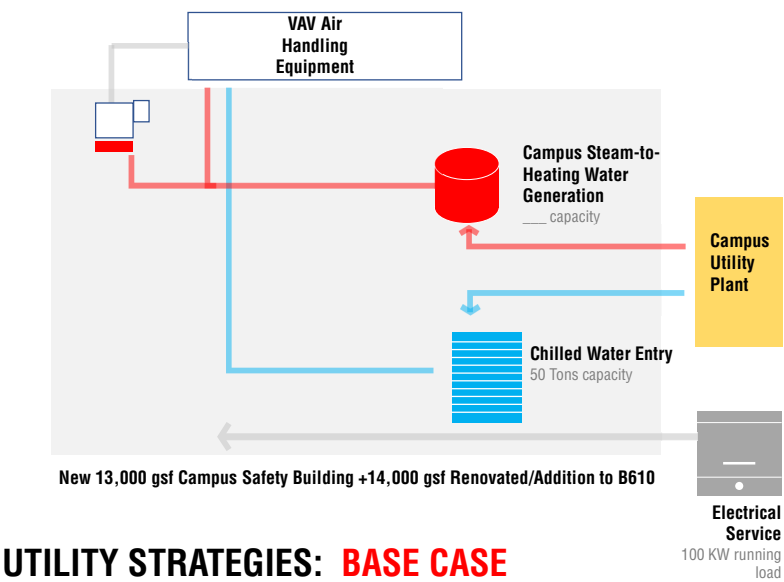 VAV Air
Handling
Equipment
Campus Steam-to-
Heating Water
Generation
___ capacity
Campus
Utility
Plant
Chilled Water Entry
50 Tons capacity
New 13,000 gsf Campus Safety Building +14,000 gsf Renovated/Addition to B610
Electrical
Service
100 KW running
load
UTILITY STRATEGIES: BASE CASE